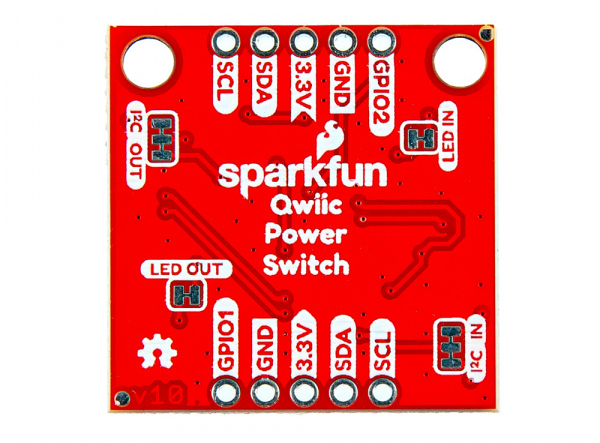 SCL
SDA
3.3V
GND
GPIO2
I²C OUT
LED IN
sparkfun
Qwiic
Power
Switch
LED OUT
GPIO1
GND
3.3V
SDA
SCL
I²C IN
v10